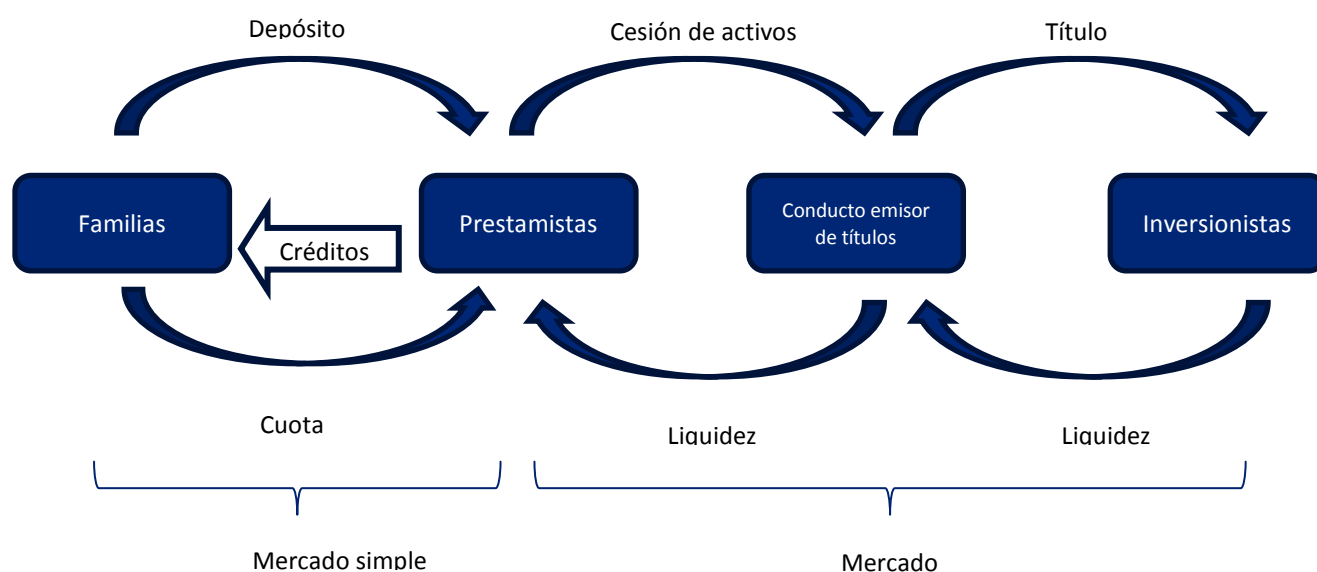 Depósito
Cesión de activos
Título
Familias
Créditos
Prestamistas
Conducto emisor
de títulos
Inversionistas
Cuota
Liquidez
Liquidez
Mercado simple
Mercado